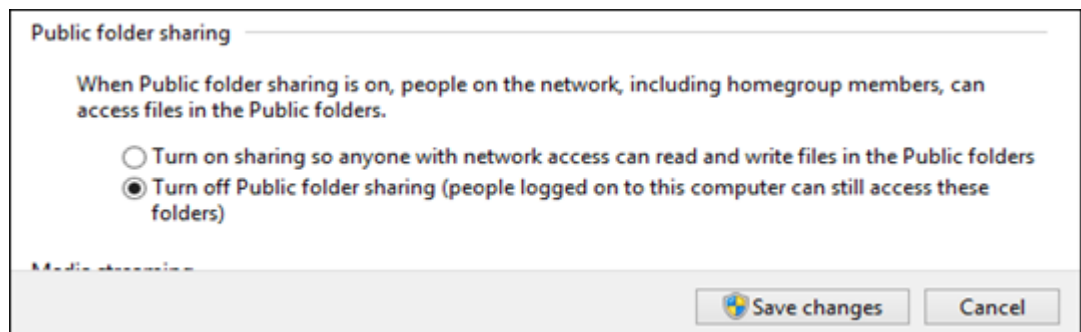 Public folder sharing
When Public folder sharing is on, people on the network, including homegroup members, can
access files in the Public folders.
Turn on sharing so anyone with network access can read and write files in the Public folders
Turn off Public folder sharing (people logged on to this computer can still access these
folders)
Media streaming
Save changes
Cancel